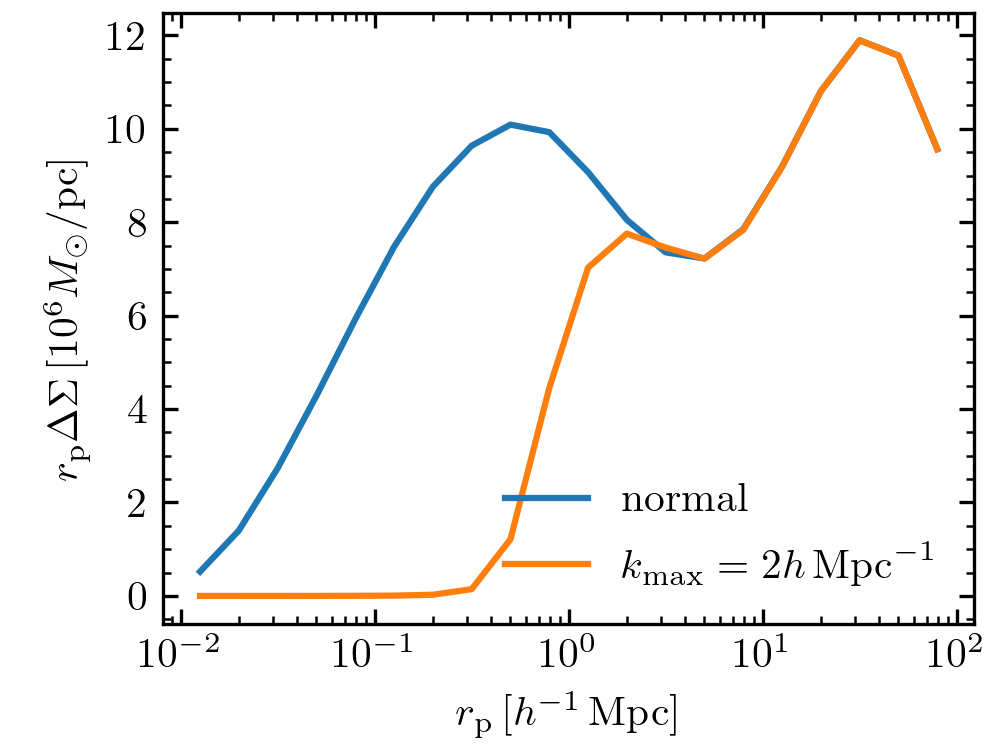 12
10
8
6
4
2
0
r_p ΔΣ [10^6 M_⊙/pc]
normal
k_max = 2h Mpc^−1
10^−2 10^−1 10^0 10^1 10^2
r_p [h^−1 Mpc]